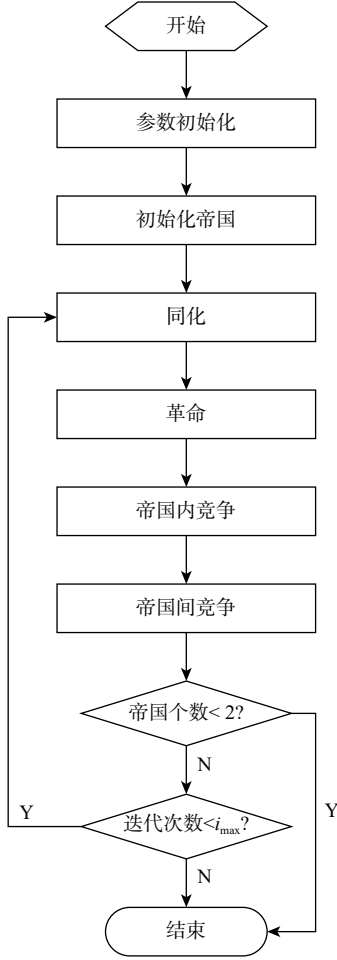 开始
参数初始化
初始化帝国
同化
革命
帝国内竞争
帝国间竞争
帝国个数< 2?
N
Y
Y
迭代次数<i_max?
N
结束